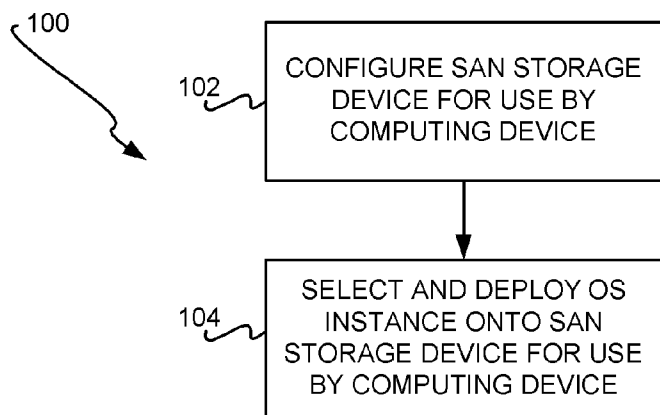 100
102
CONFIGURE SAN STORAGE
DEVICE FOR USE BY
COMPUTING DEVICE
104
SELECT AND DEPLOY OS
INSTANCE ONTO SAN
STORAGE DEVICE FOR USE
BY COMPUTING DEVICE